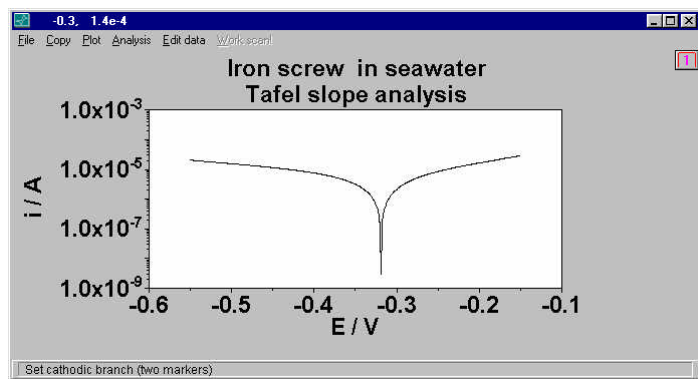 -0.3, 1.4e-4
File Copy Plot Analysis Edit data Work scan!
1
Iron screw in seawater
Tafel slope analysis
1.0x10⁻³
1.0x10⁻⁵
1.0x10⁻⁷
1.0x10⁻⁹
i / A
-0.6 -0.5 -0.4 -0.3 -0.2 -0.1
E / V
Set cathodic branch (two markers)